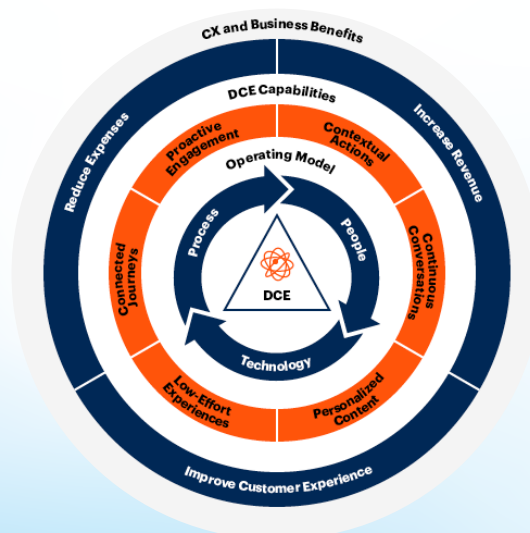 CX and Business Benefits
Reduce Expenses
Increase Revenue
Improve Customer Experience
DCE Capabilities
Proactive
Engagement
Contextual
Actions
Continuous
Conversations
Personalized
Content
Low-Effort
Experiences
Connected
Journeys
Operating Model
Process
People
Technology
DCE